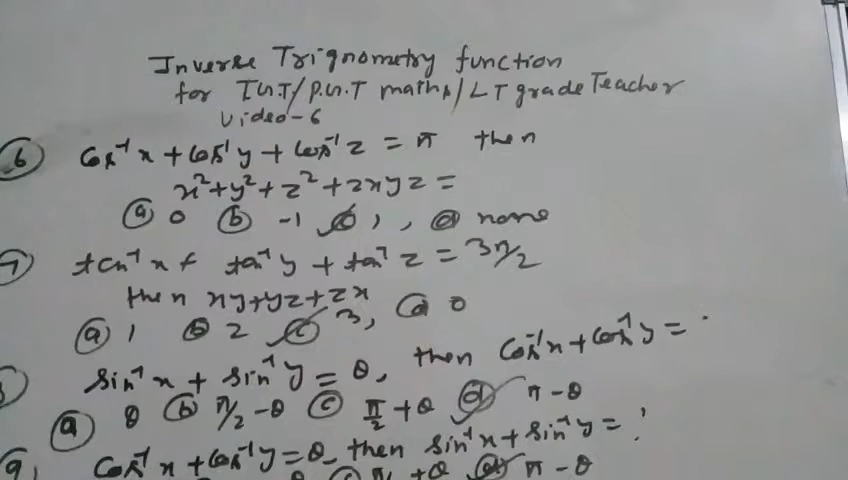 Inverse Trignometry function
for T.G.T/P.G.T maths/LT grade Teacher
Video-6
6 Cos⁻¹x + Cos⁻¹y + Cos⁻¹z = π then
x² + y² + z² + 2xyz =
(a) 0 (b) -1 (c) 1, (d) none
7 tan⁻¹x + tan⁻¹y + tan⁻¹z = 3π/2
then xy+yz+zx
(a) 1 (b) 2 (c) 3, (d) 0
sin⁻¹x + sin⁻¹y = θ, then Cos⁻¹x + Cos⁻¹y =
(a) θ (b) π/2 - θ (c) π/2 + θ (d) π - θ
9 Cos⁻¹x + Cos⁻¹y = θ, then sin⁻¹x + sin⁻¹y = ?
+ θ (d) π - θ